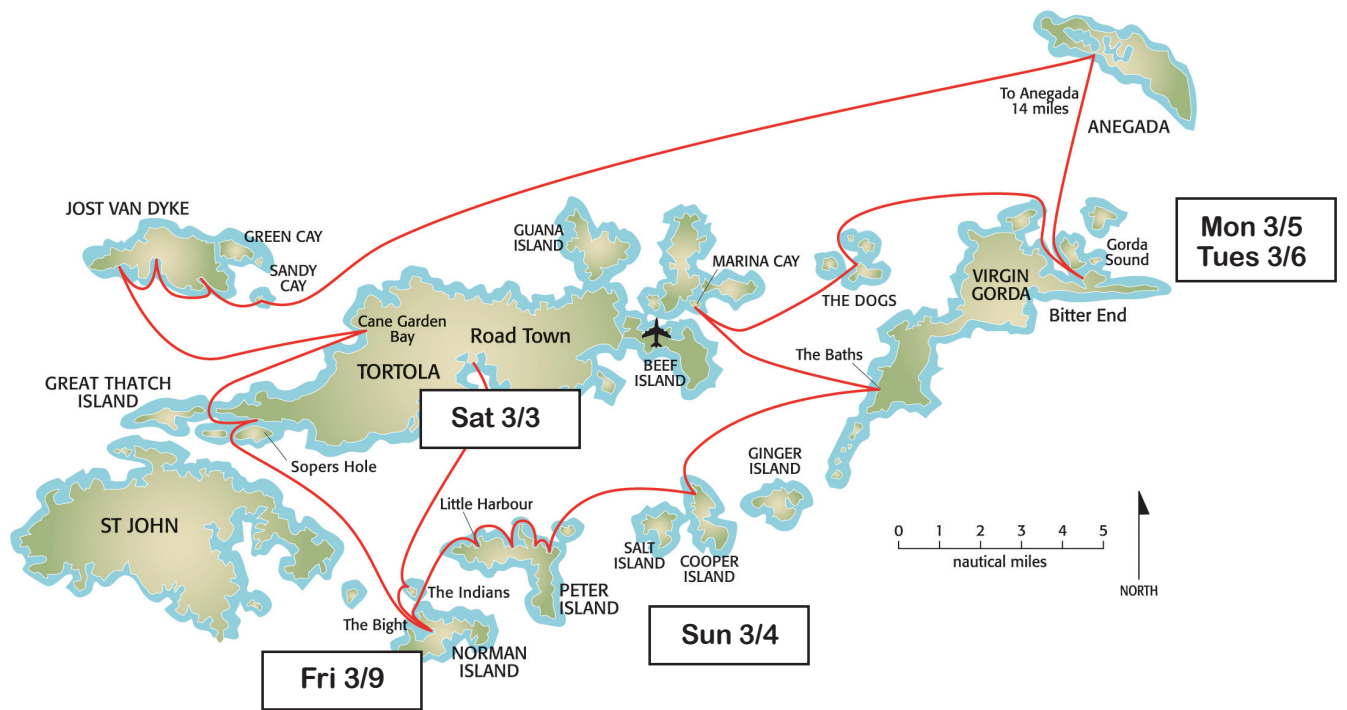 To Anegada
14 miles
ANEGADA
JOST VAN DYKE
GREEN CAY
SANDY
CAY
GUANA
ISLAND
MARINA CAY
THE DOGS
VIRGIN
GORDA
Gorda
Sound
Bitter End
Mon 3/5
Tues 3/6
Cane Garden
Bay
Road Town
TORTOLA
BEEF
ISLAND
The Baths
GREAT THATCH
ISLAND
Sat 3/3
Sopers Hole
GINGER
ISLAND
ST JOHN
Little Harbour
SALT
ISLAND
COOPER
ISLAND
0 1 2 3 4 5
nautical miles
NORTH
The Indians
PETER
ISLAND
The Bight
NORMAN
ISLAND
Sun 3/4
Fri 3/9